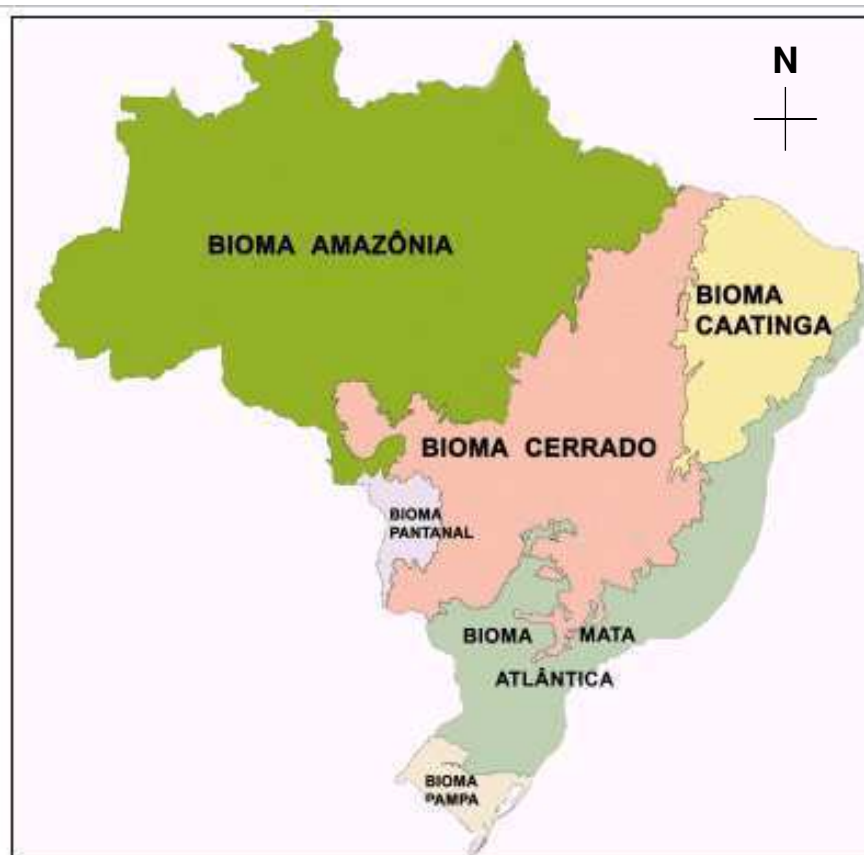 N
BIOMA AMAZÔNIA
BIOMA
CAATINGA
BIOMA CERRADO
BIOMA
PANTANAL
BIOMA MATA
ATLÂNTICA
BIOMA
PAMPA